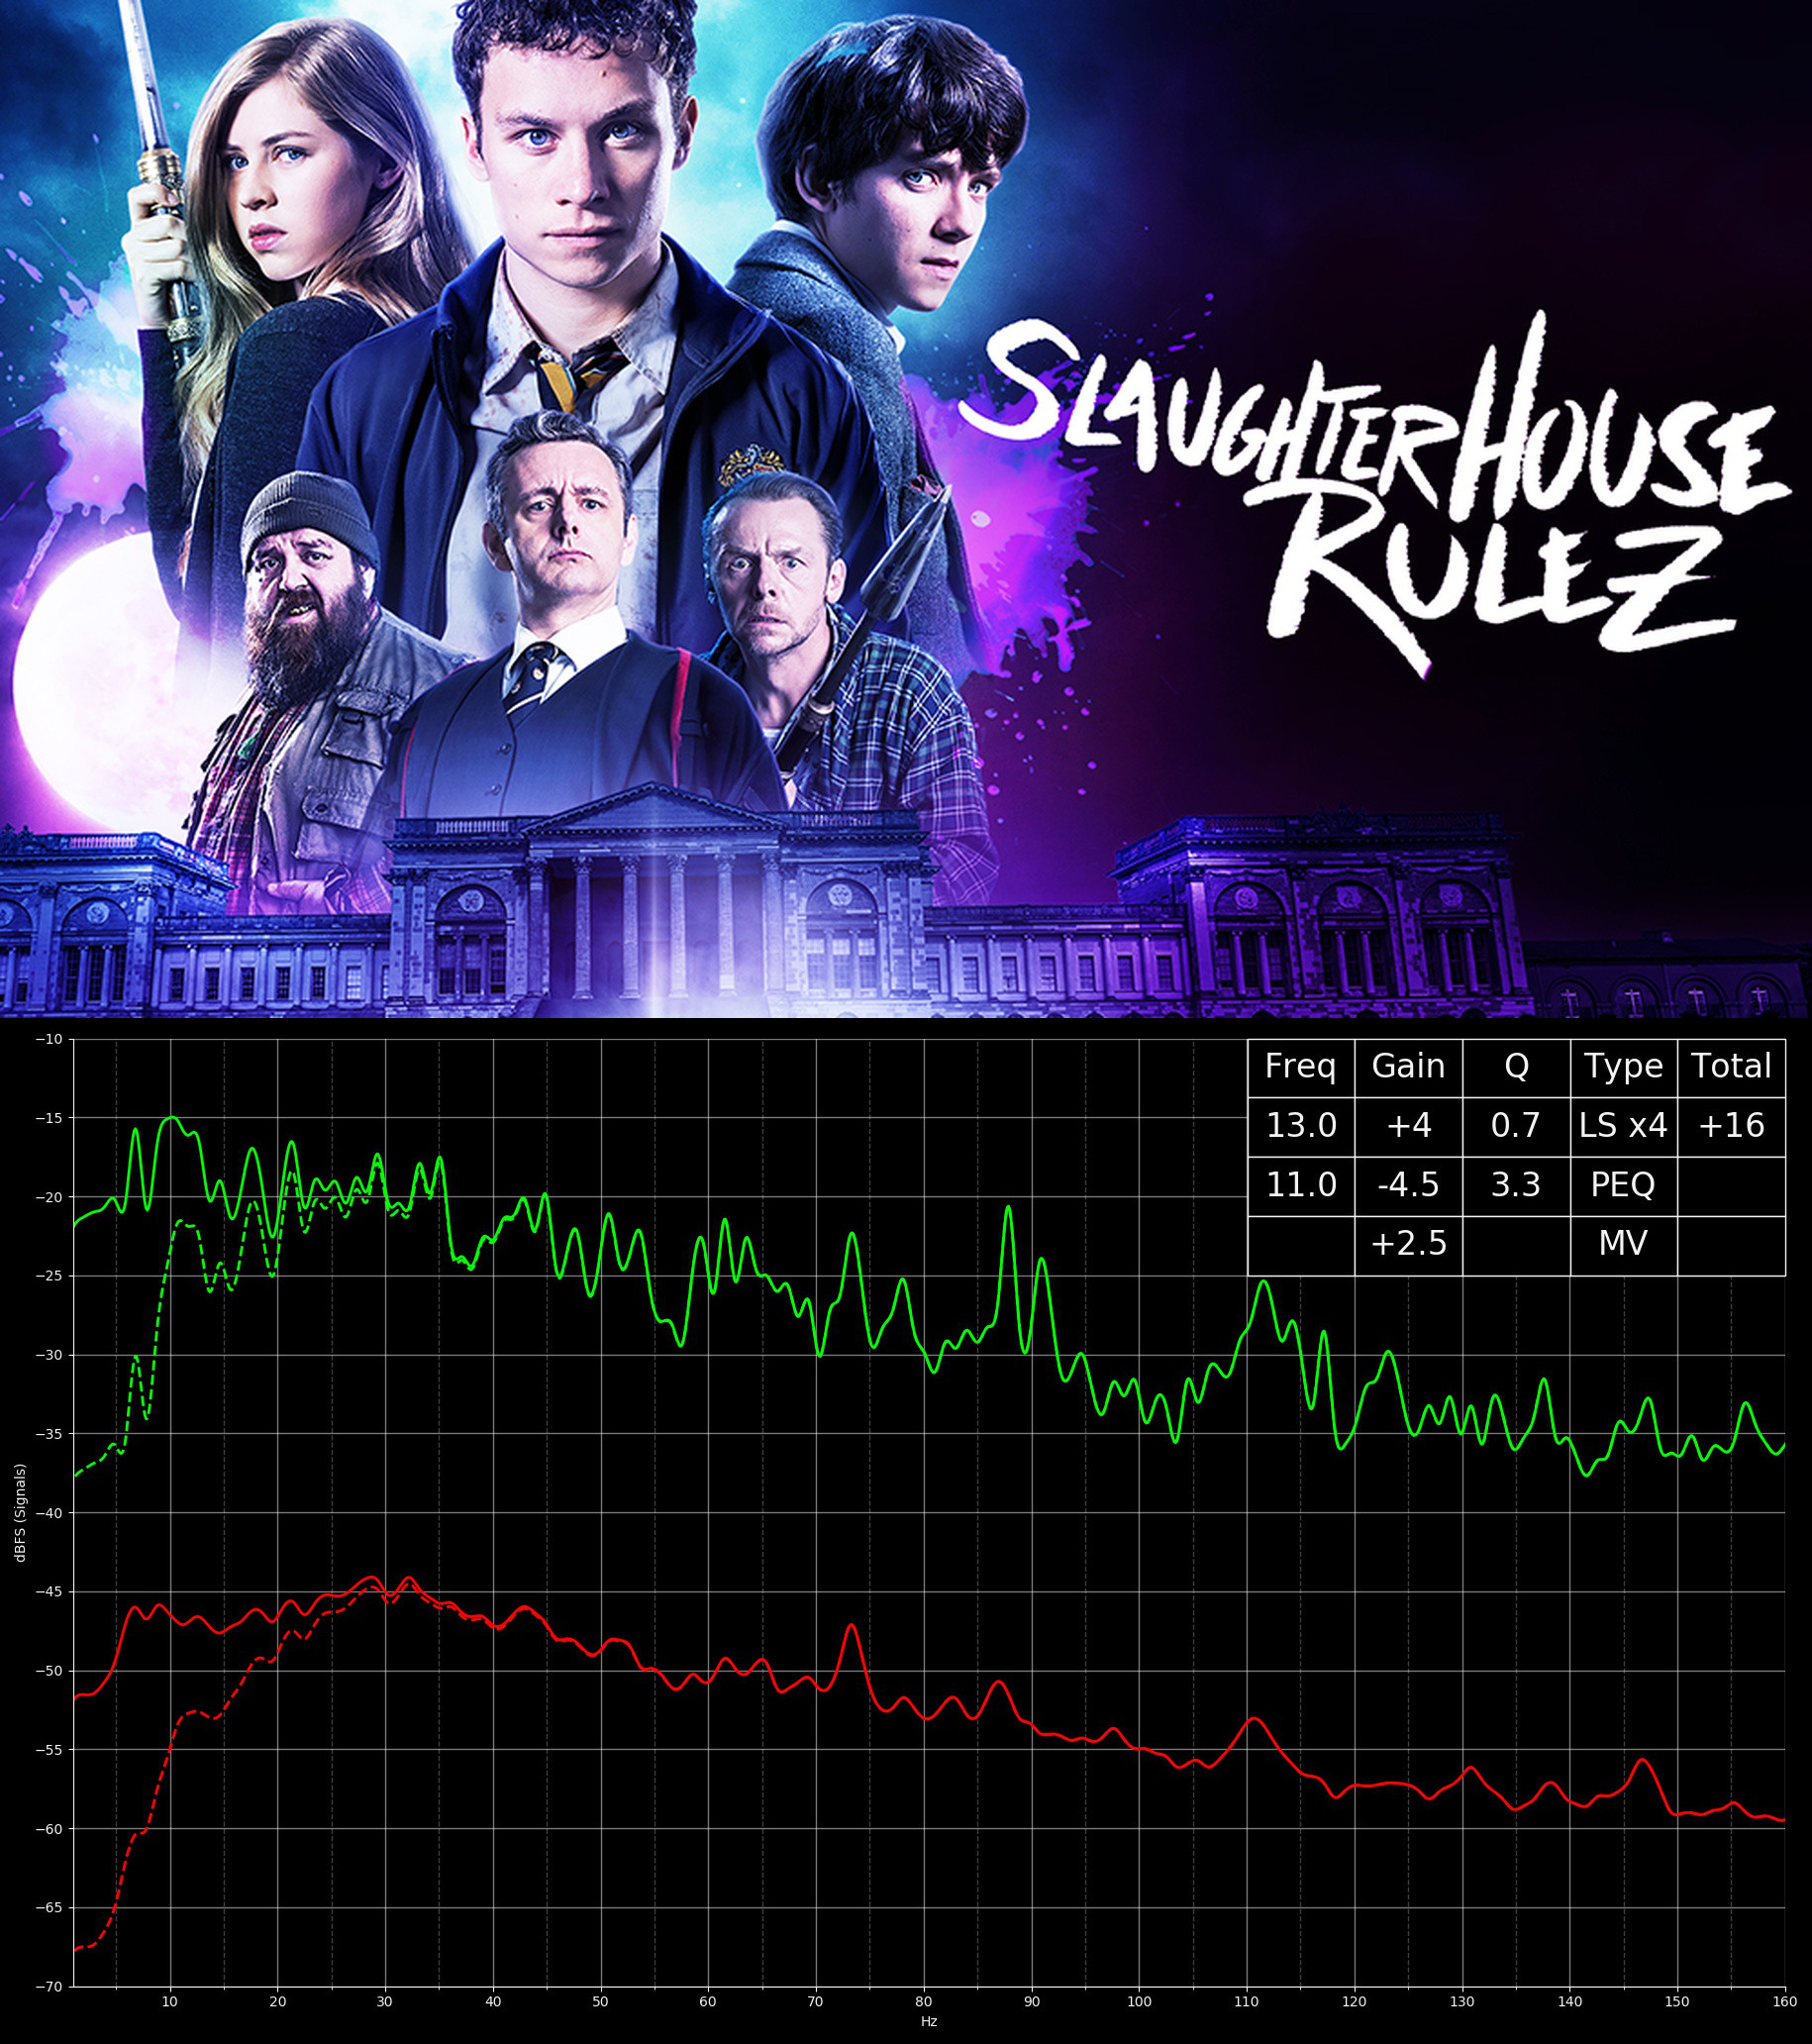 SLAUGHTERHOUSE
RULEZ
Freq Gain Q Type Total
13.0 +4 0.7 LS x4 +16
11.0 -4.5 3.3 PEQ
+2.5 MV
−10
−15
−20
−25
−30
−35
−40
−45
−50
−55
−60
−65
−70
dBFS (Signals)
10 20 30 40 50 60 70 80 90 100 110 120 130 140 150 160
Hz